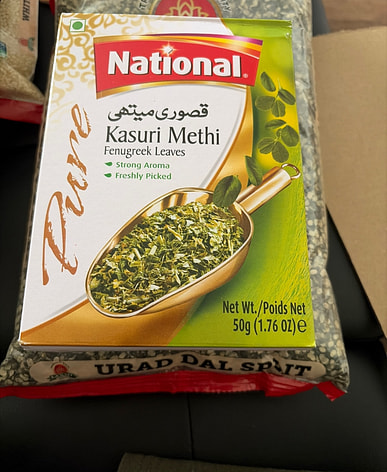 WHIT
National
Pure
قصوری میتھی
Kasuri Methi
Fenugreek Leaves
Strong Aroma
Freshly Picked
Net Wt./Poids Net
50g (1.76 OZ) e
URAD DAL SPLIT